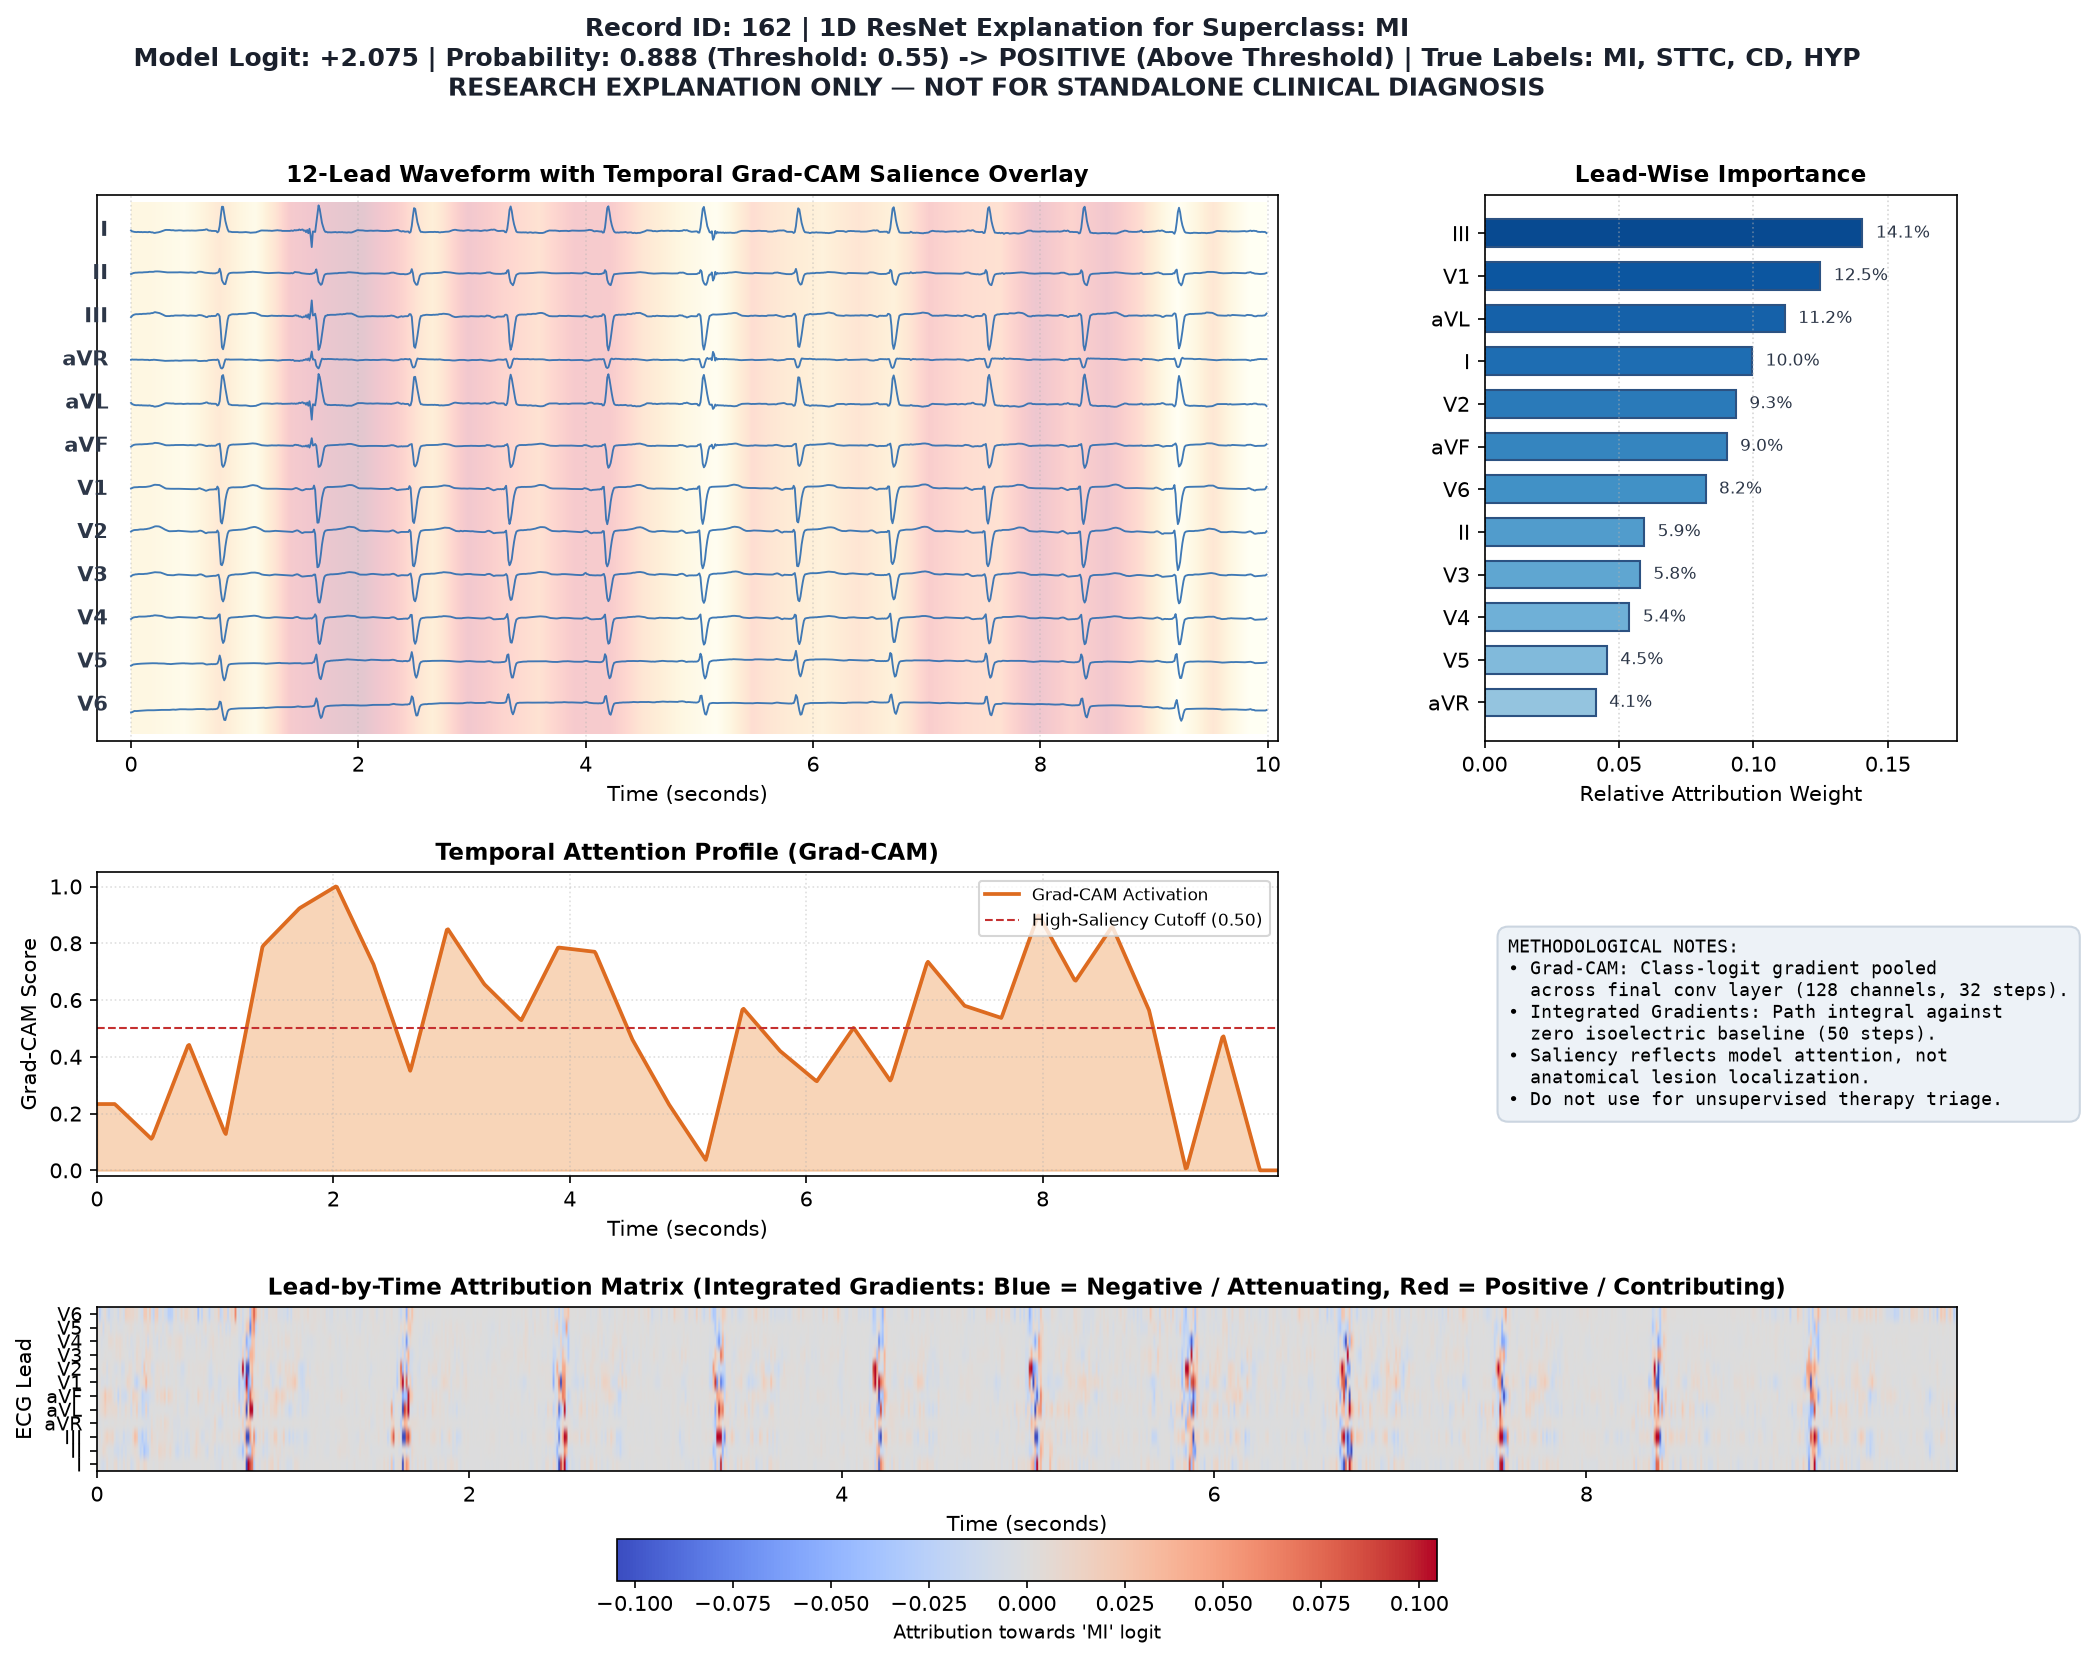 Record ID: 162 | 1D ResNet Explanation for Superclass: MI
Model Logit: +2.075 | Probability: 0.888 (Threshold: 0.55) -> POSITIVE (Above Threshold) | True Labels: MI, STTC, CD, HYP
RESEARCH EXPLANATION ONLY — NOT FOR STANDALONE CLINICAL DIAGNOSIS
12-Lead Waveform with Temporal Grad-CAM Salience Overlay
I
II
III
aVR
aVL
aVF
V1
V2
V3
V4
V5
V6
0 2 4 6 8 10
Time (seconds)
Lead-Wise Importance
III 14.1%
V1 12.5%
aVL 11.2%
I 10.0%
V2 9.3%
aVF 9.0%
V6 8.2%
II 5.9%
V3 5.8%
V4 5.4%
V5 4.5%
aVR 4.1%
0.00 0.05 0.10 0.15
Relative Attribution Weight
Temporal Attention Profile (Grad-CAM)
Grad-CAM Score
1.0
0.8
0.6
0.4
0.2
0.0
Grad-CAM Activation
High-Saliency Cutoff (0.50)
0 2 4 6 8
Time (seconds)
METHODOLOGICAL NOTES:
• Grad-CAM: Class-logit gradient pooled
across final conv layer (128 channels, 32 steps).
• Integrated Gradients: Path integral against
zero isoelectric baseline (50 steps).
• Saliency reflects model attention, not
anatomical lesion localization.
• Do not use for unsupervised therapy triage.
Lead-by-Time Attribution Matrix (Integrated Gradients: Blue = Negative / Attenuating, Red = Positive / Contributing)
ECG Lead
V6
V5
V4
V3
V2
V1
aVF
aVL
aVR
III
II
I
0 2 4 6 8
Time (seconds)
−0.100 −0.075 −0.050 −0.025 0.000 0.025 0.050 0.075 0.100
Attribution towards 'MI' logit